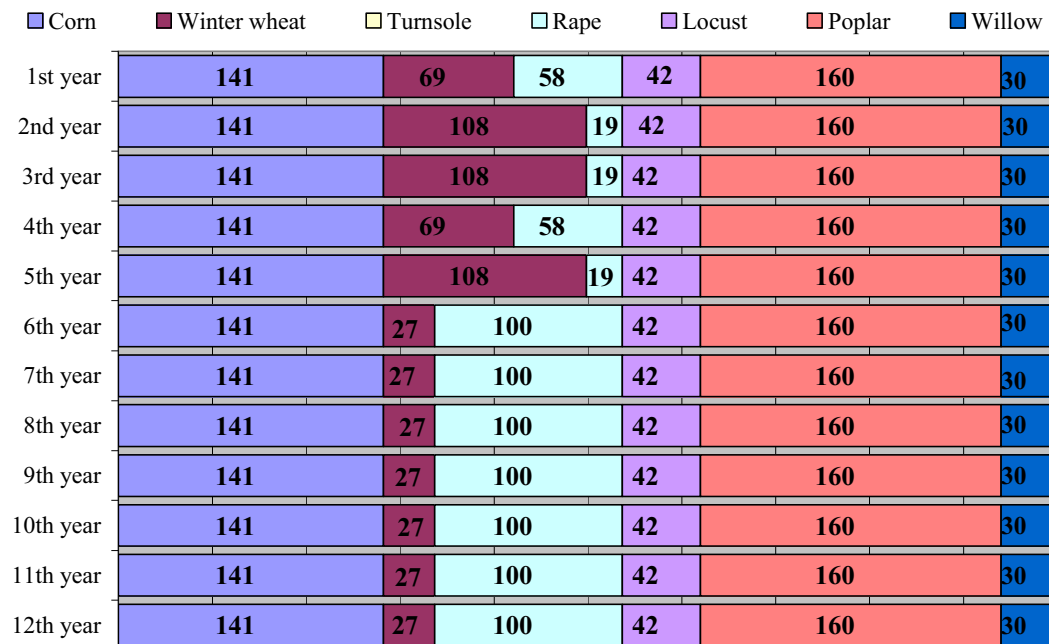 Corn Winter wheat Turnsole Rape Locust Poplar Willow
1st year 141 69 58 42 160 30
2nd year 141 108 19 42 160 30
3rd year 141 108 19 42 160 30
4th year 141 69 58 42 160 30
5th year 141 108 19 42 160 30
6th year 141 27 100 42 160 30
7th year 141 27 100 42 160 30
8th year 141 27 100 42 160 30
9th year 141 27 100 42 160 30
10th year 141 27 100 42 160 30
11th year 141 27 100 42 160 30
12th year 141 27 100 42 160 30